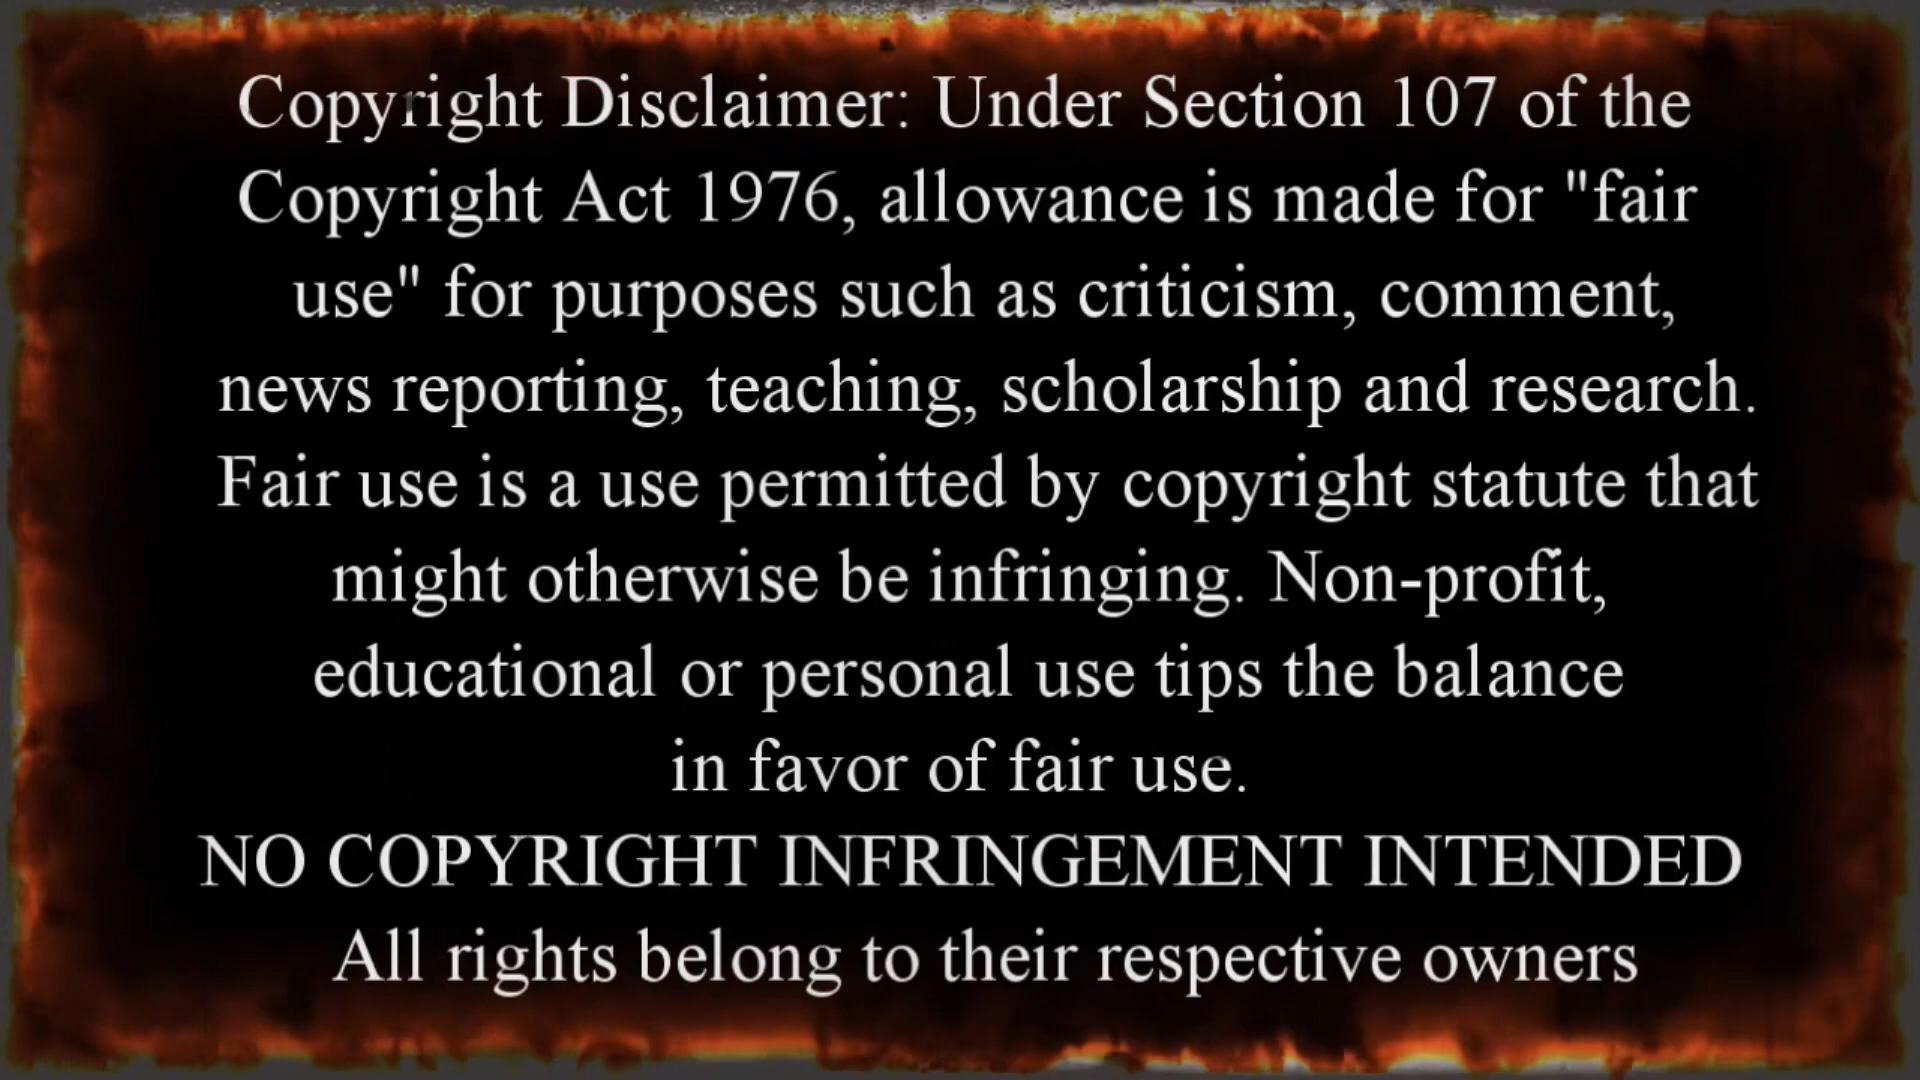 Copyright Disclaimer: Under Section 107 of the
Copyright Act 1976, allowance is made for "fair
use" for purposes such as criticism, comment,
news reporting, teaching, scholarship and research.
Fair use is a use permitted by copyright statute that
might otherwise be infringing. Non-profit,
educational or personal use tips the balance
in favor of fair use.
NO COPYRIGHT INFRINGEMENT INTENDED
All rights belong to their respective owners